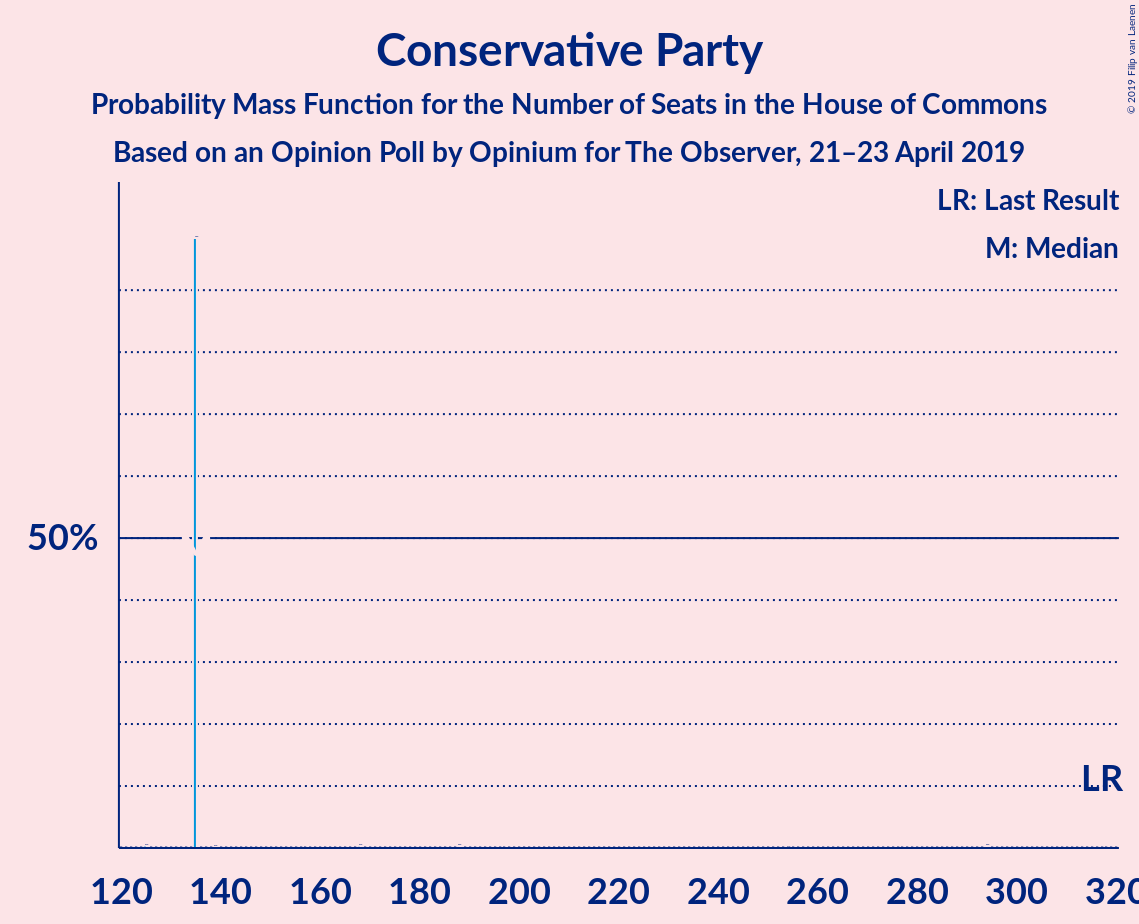 Conservative Party
Probability Mass Function for the Number of Seats in the House of Commons
Based on an Opinion Poll by Opinium for The Observer, 21–23 April 2019
© 2019 Filip van Laenen
LR: Last Result
M: Median
50%
LR
120 140 160 180 200 220 240 260 280 300 320